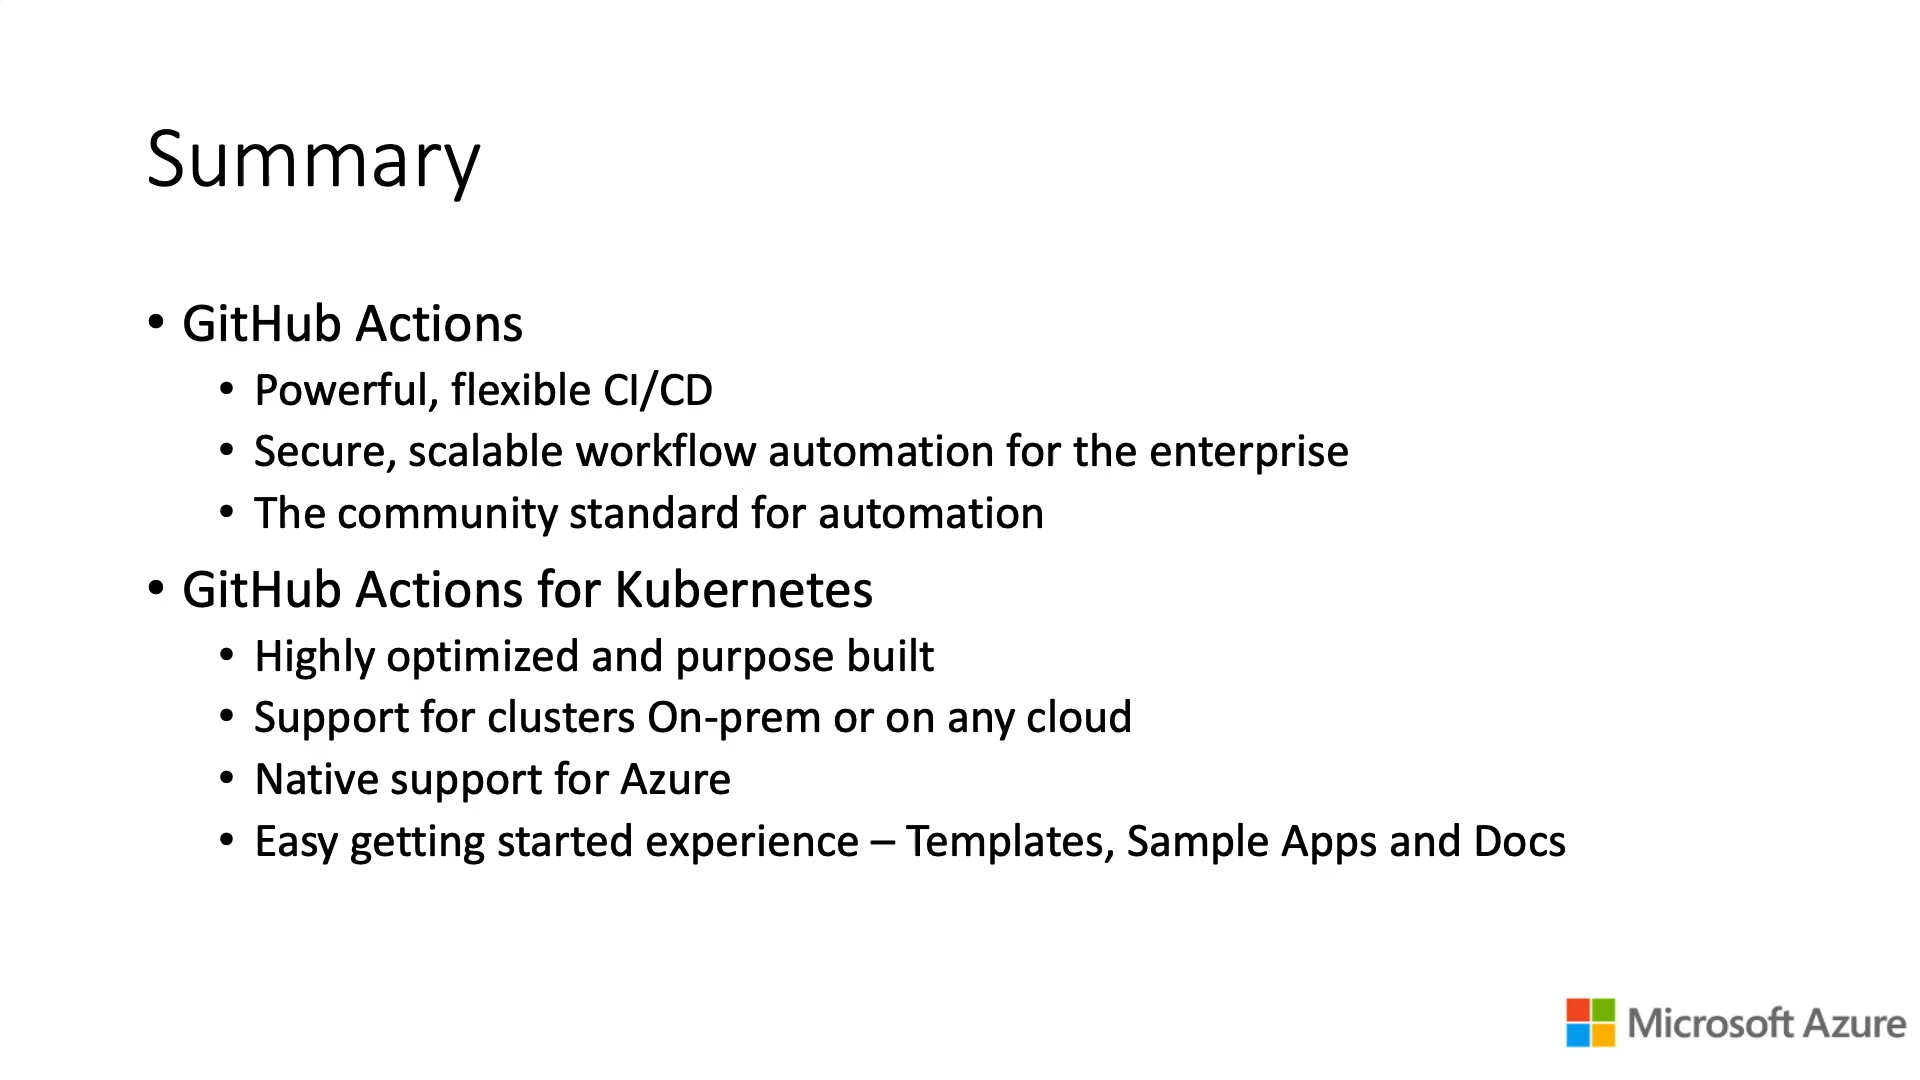 Summary
• GitHub Actions
• Powerful, flexible CI/CD
• Secure, scalable workflow automation for the enterprise
• The community standard for automation
• GitHub Actions for Kubernetes
• Highly optimized and purpose built
• Support for clusters On-prem or on any cloud
• Native support for Azure
• Easy getting started experience – Templates, Sample Apps and Docs
Microsoft Azure